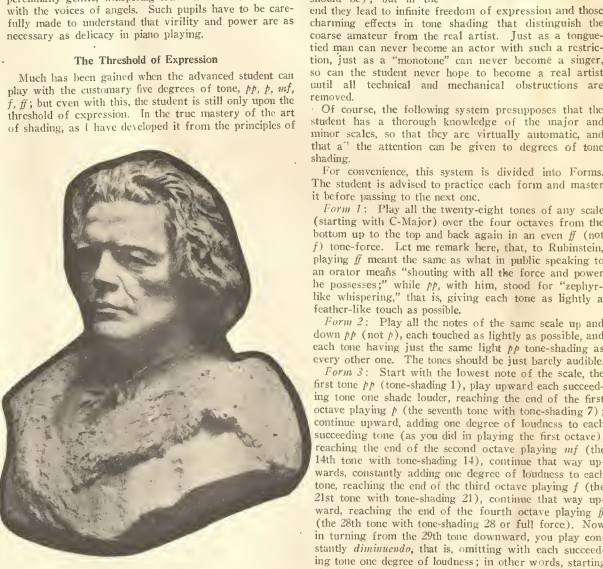 with the voices of angels. Such pupils have to be care-
fully made to understand that virility and power are as
necessary as delicacy in piano playing.
The Threshold of Expression
Much has been gained when the advanced student can
play with the customary five degrees of tone, pp, p, mf,
f, ff; but even with this, the student is still only upon the
threshold of expression. In the true mastery of the art
of shading, as I have developed it from the principles of
end they lead to infinite freedom of expression and those
charming effects in tone shading that distinguish the
coarse amateur from the real artist. Just as a tongue-
tied man can never become an actor with such a restric-
tion, just as a "monotone" can never become a singer,
so can the student never hope to become a real artist
until all technical and mechanical obstructions are
removed.
Of course, the following system presupposes that the
student has a thorough knowledge of the major and
minor scales, so that they are virtually automatic, and
that a'' the attention can be given to degrees of tone
shading.
For convenience, this system is divided into Forms.
The student is advised to practice each form and master
it before passing to the next one.
Form 1: Play all the twenty-eight tones of any scale
(starting with C-Major) over the four octaves from the
bottom up to the top and back again in an even ff (not
f) tone-force. Let me remark here, that, to Rubinstein,
playing ff meant the same as what in public speaking to
an orator means "shouting with all the force and power
he possesses;" while pp, with him, stood for "zephyr-
like whispering," that is, giving each tone as lightly a
feather-like touch as possible.
Form 2: Play all the notes of the same scale up and
down pp (not p), each touched as lightly as possible, and
each tone having just the same light pp tone-shading as
every other one. The tones should be just barely audible.
Form 3: Start with the lowest note of the scale, the
first tone pp (tone-shading 1), play upward each succeed-
ing tone one shade louder, reaching the end of the first
octave playing p (the seventh tone with tone-shading 7);
continue upward, adding one degree of loudness to each
succeeding tone (as you did in playing the first octave)
reaching the end of the second octave playing mf (the
14th tone with tone-shading 14), continue that way up-
wards, constantly adding one degree of loudness to each
tone, reaching the end of the third octave playing f (the
21st tone with tone-shading 21), continue that way up-
ward, reaching the end of the fourth octave playing ff
(the 28th tone with tone-shading 28 or full force). Now
in turning from the 29th tone downward, you play con-
stantly diminuendo, that is, omitting with each succeed-
ing tone one degree of loudness; in other words, starting